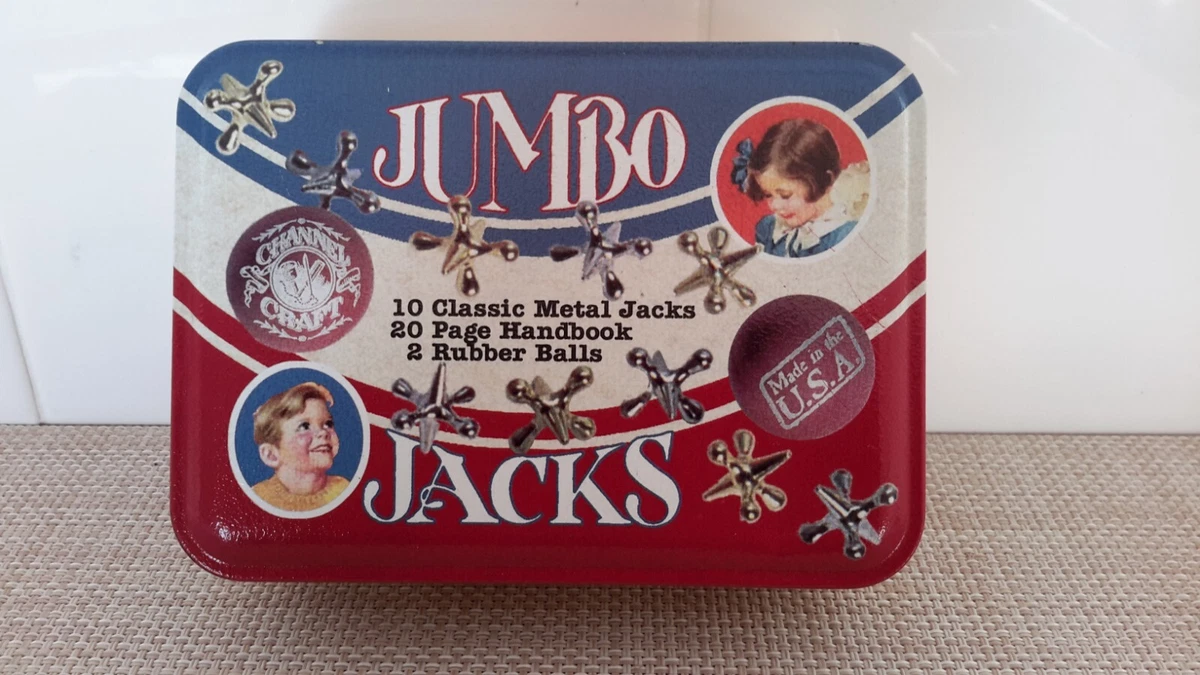 JUMBO
CHANNEL
CRAFT
10 Classic Metal Jacks
20 Page Handbook
2 Rubber Balls
Made in the
U.S.A.
JACKS